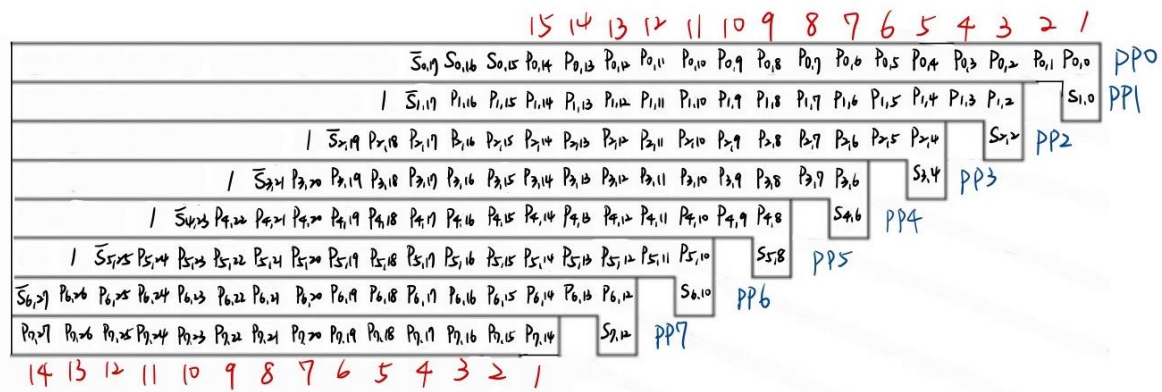 15 14 13 12 11 10 9 8 7 6 5 4 3 2 1
S̄0,17 S0,16 S0,15 P0,14 P0,13 P0,12 P0,11 P0,10 P0,9 P0,8 P0,7 P0,6 P0,5 P0,4 P0,3 P0,2 P0,1 P0,0 PP0
1 S̄1,17 P1,16 P1,15 P1,14 P1,13 P1,12 P1,11 P1,10 P1,9 P1,8 P1,7 P1,6 P1,5 P1,4 P1,3 P1,2 S1,0 PP1
1 S̄2,19 P2,18 P2,17 P2,16 P2,15 P2,14 P2,13 P2,12 P2,11 P2,10 P2,9 P2,8 P2,7 P2,6 P2,5 P2,4 S2,2 PP2
1 S̄3,21 P3,20 P3,19 P3,18 P3,17 P3,16 P3,15 P3,14 P3,13 P3,12 P3,11 P3,10 P3,9 P3,8 P3,7 P3,6 S3,4 PP3
1 S̄4,23 P4,22 P4,21 P4,20 P4,19 P4,18 P4,17 P4,16 P4,15 P4,14 P4,13 P4,12 P4,11 P4,10 P4,9 P4,8 S4,6 PP4
1 S̄5,25 P5,24 P5,23 P5,22 P5,21 P5,20 P5,19 P5,18 P5,17 P5,16 P5,15 P5,14 P5,13 P5,12 P5,11 P5,10 S5,8 PP5
S̄6,27 P6,26 P6,25 P6,24 P6,23 P6,22 P6,21 P6,20 P6,19 P6,18 P6,17 P6,16 P6,15 P6,14 P6,13 P6,12 S6,10 PP6
P7,27 P7,26 P7,25 P7,24 P7,23 P7,22 P7,21 P7,20 P7,19 P7,18 P7,17 P7,16 P7,15 P7,14 S7,12 PP7
14 13 12 11 10 9 8 7 6 5 4 3 2 1